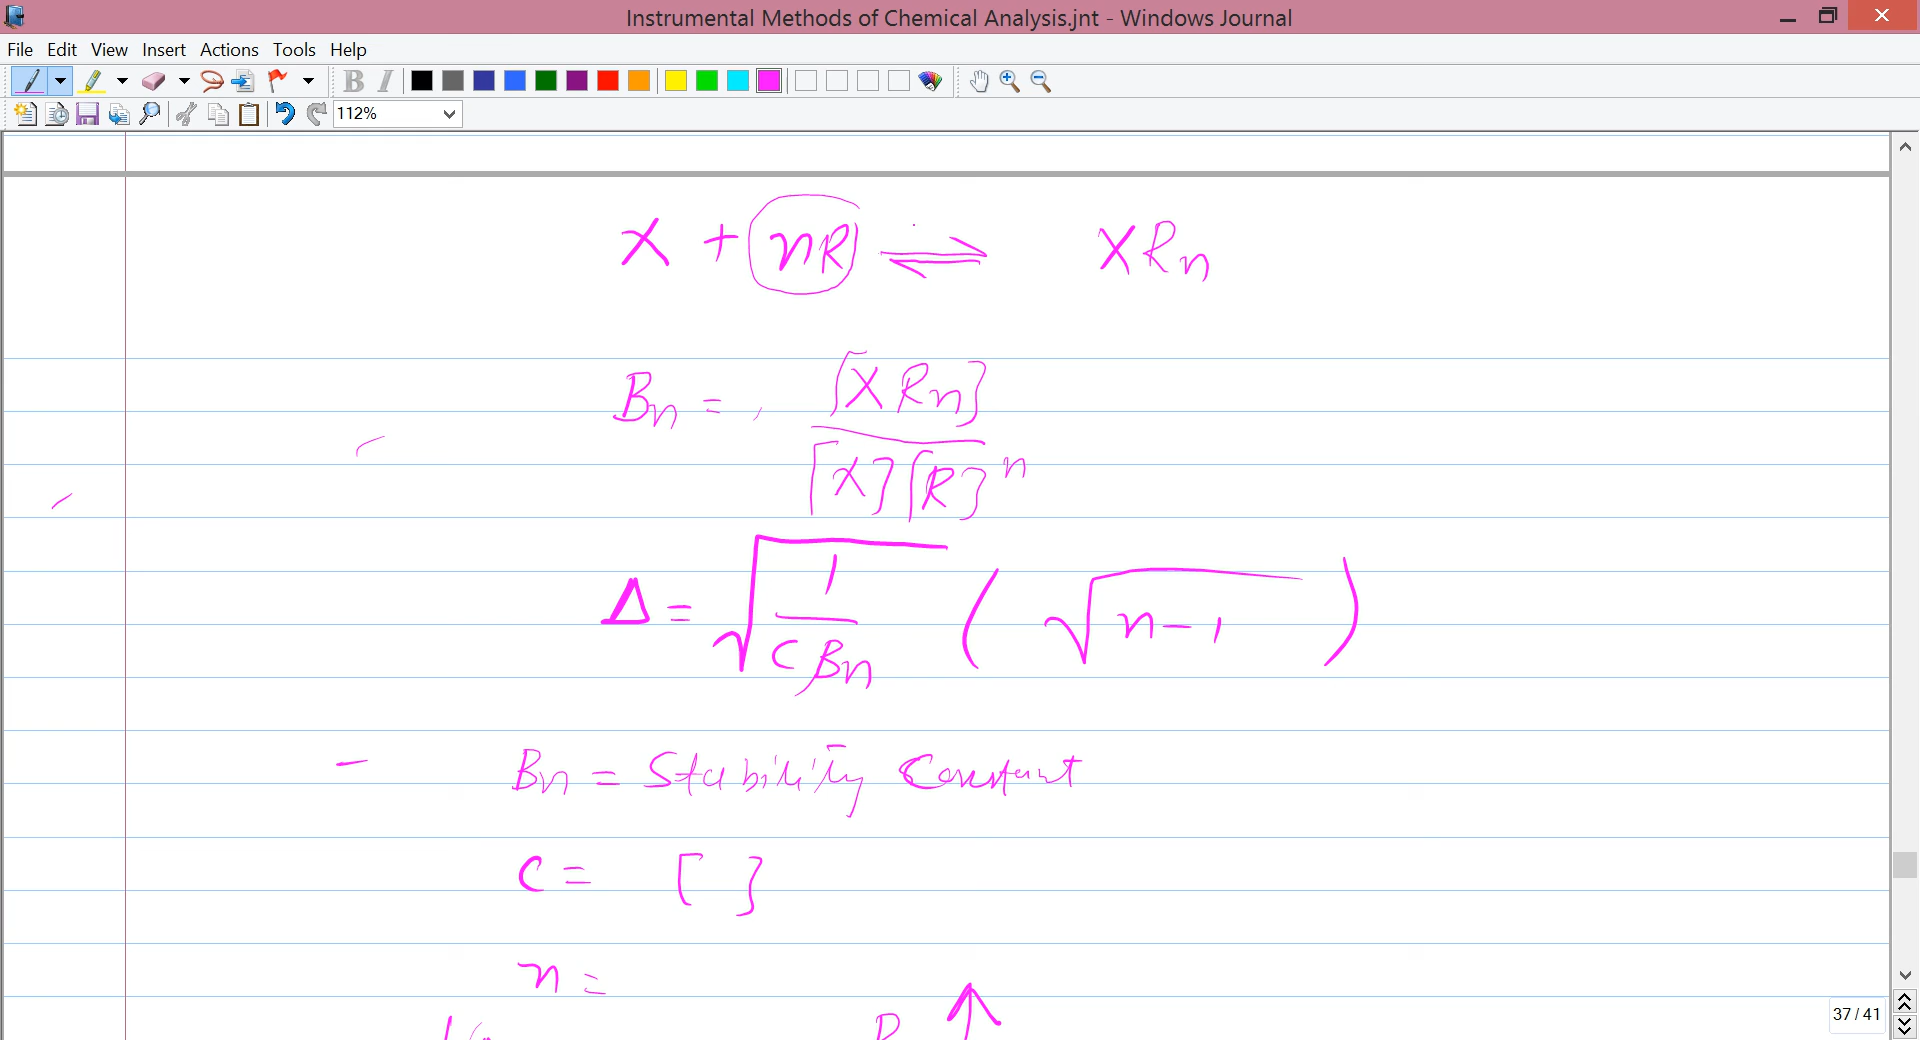 Instrumental Methods of Chemical Analysis.jnt - Windows Journal
File Edit View Insert Actions Tools Help
B I
112%
X + nR ⇌ XRn
Bn = [XRn]
[X][R]ⁿ
Δ = √1 ( √n-1 )
CBn
Bn = Stability Constant
C = [ ]
n =
37 / 41